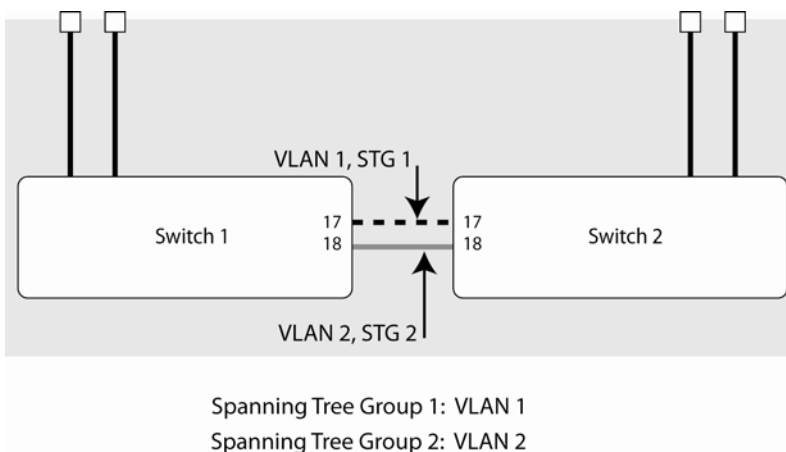 VLAN 1, STG 1
Switch 1
17
18
17
18
Switch 2
VLAN 2, STG 2
Spanning Tree Group 1: VLAN 1
Spanning Tree Group 2: VLAN 2